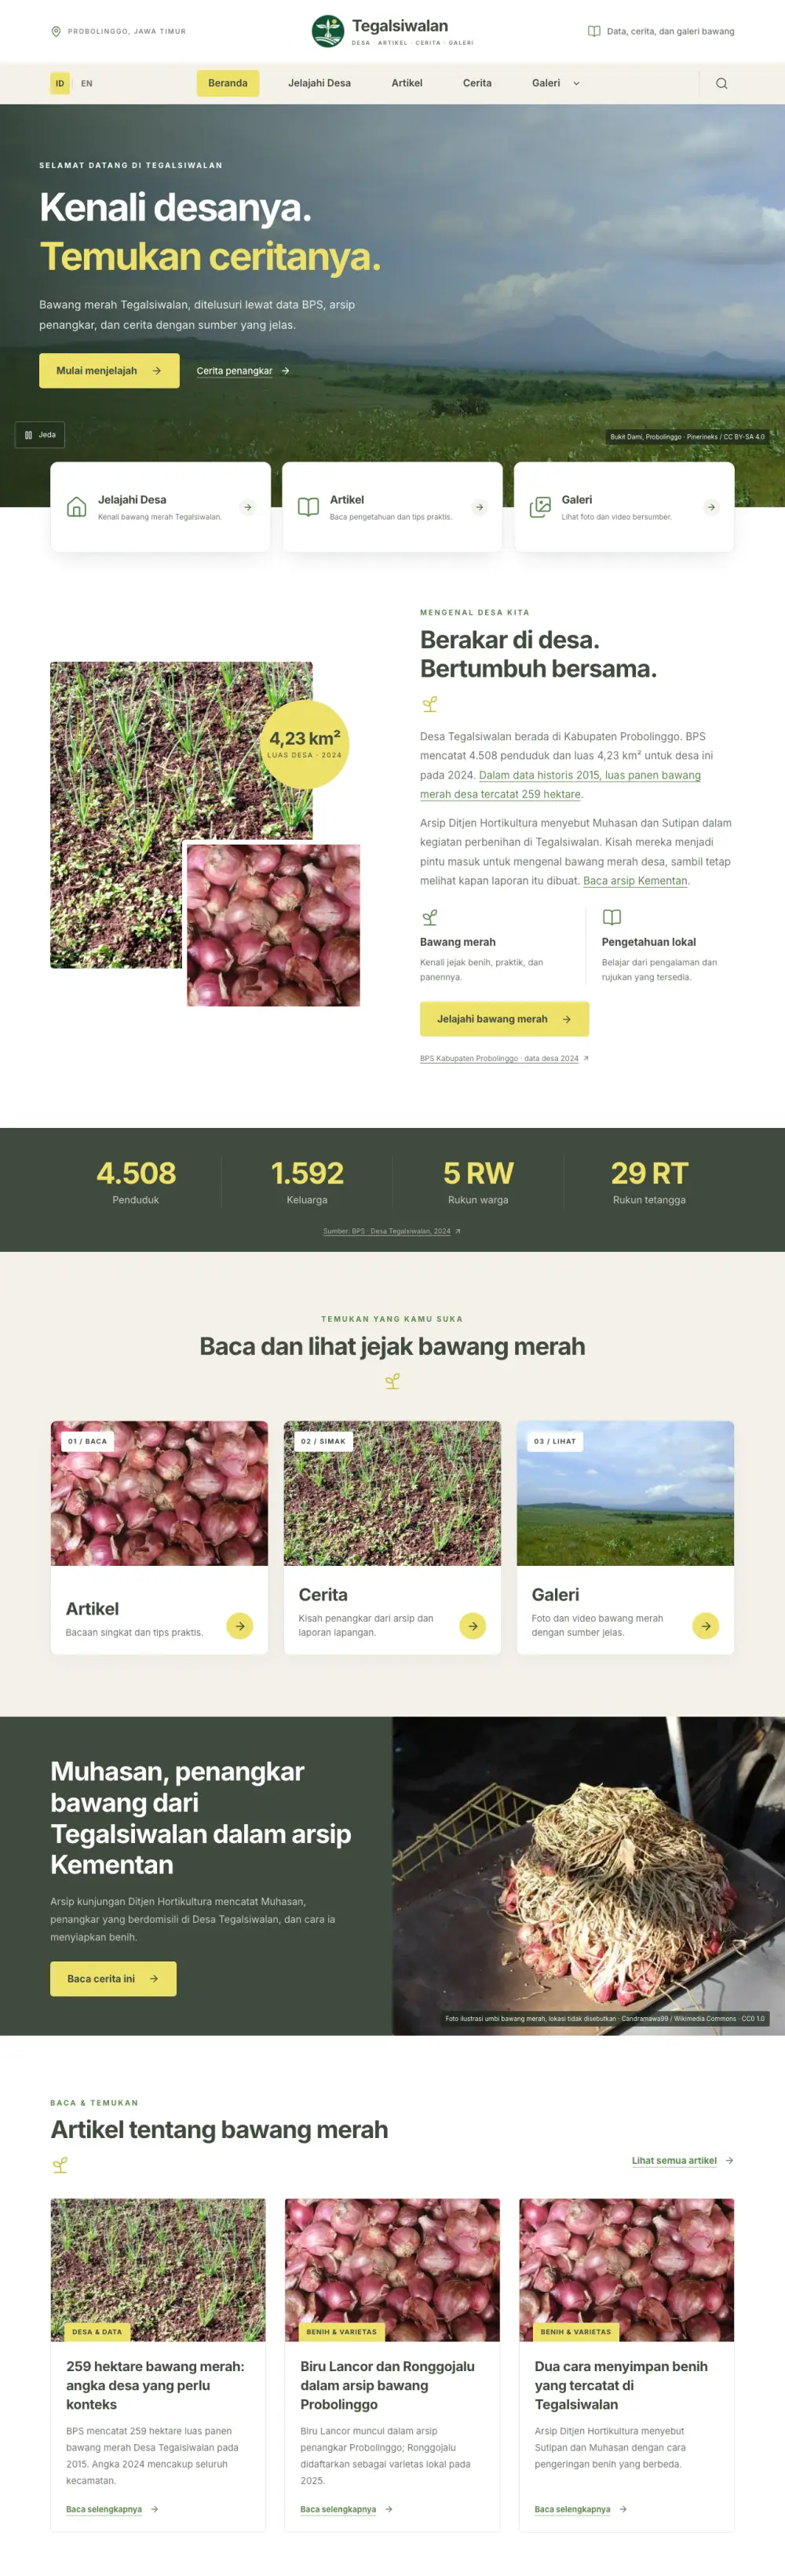 PROBOLINGGO, JAWA TIMUR
Tegalsiwalan
DESA · ARTIKEL · CERITA · GALERI
Data, cerita, dan galeri bawang
ID EN
Beranda
Jelajahi Desa
Artikel
Cerita
Galeri
SELAMAT DATANG DI TEGALSIWALAN
Kenali desanya.
Temukan ceritanya.
Bawang merah Tegalsiwalan, ditelusuri lewat data BPS, arsip
penangkar, dan cerita dengan sumber yang jelas.
Mulai menjelajah
Cerita penangkar
Jeda
Bukit Dami, Probolinggo · Pinerineks / CC BY-SA 4.0
Jelajahi Desa
Kenali bawang merah Tegalsiwalan.
Artikel
Baca pengetahuan dan tips praktis.
Galeri
Lihat foto dan video bersumber.
4,23 km²
LUAS DESA · 2024
MENGENAL DESA KITA
Berakar di desa.
Bertumbuh bersama.
Desa Tegalsiwalan berada di Kabupaten Probolinggo. BPS
mencatat 4.508 penduduk dan luas 4,23 km² untuk desa ini
pada 2024. Dalam data historis 2015, luas panen bawang
merah desa tercatat 259 hektare.
Arsip Ditjen Hortikultura menyebut Muhasan dan Sutipan dalam
kegiatan perbenihan di Tegalsiwalan. Kisah mereka menjadi
pintu masuk untuk mengenal bawang merah desa, sambil tetap
melihat kapan laporan itu dibuat. Baca arsip Kementan.
Bawang merah
Kenali jejak benih, praktik, dan
panennya.
Pengetahuan lokal
Belajar dari pengalaman dan
rujukan yang tersedia.
Jelajahi bawang merah
BPS Kabupaten Probolinggo · data desa 2024
4.508
Penduduk
1.592
Keluarga
5 RW
Rukun warga
29 RT
Rukun tetangga
Sumber: BPS · Desa Tegalsiwalan, 2024
TEMUKAN YANG KAMU SUKA
Baca dan lihat jejak bawang merah
01 / BACA
Artikel
Bacaan singkat dan tips praktis.
02 / SIMAK
Cerita
Kisah penangkar dari arsip dan
laporan lapangan.
03 / LIHAT
Galeri
Foto dan video bawang merah
dengan sumber jelas.
Muhasan, penangkar
bawang dari
Tegalsiwalan dalam arsip
Kementan
Arsip kunjungan Ditjen Hortikultura mencatat Muhasan,
penangkar yang berdomisili di Desa Tegalsiwalan, dan cara ia
menyiapkan benih.
Baca cerita ini
Foto ilustrasi umbi bawang merah, lokasi tidak disebutkan · Candramawa99 / Wikimedia Commons · CC0 1.0
BACA & TEMUKAN
Artikel tentang bawang merah
Lihat semua artikel
DESA & DATA
259 hektare bawang merah:
angka desa yang perlu
konteks
BPS mencatat 259 hektare luas panen
bawang merah Desa Tegalsiwalan pada
2015. Angka 2024 mencakup seluruh
kecamatan.
Baca selengkapnya
BENIH & VARIETAS
Biru Lancor dan Ronggojalu
dalam arsip bawang
Probolinggo
Biru Lancor muncul dalam arsip
penangkar Probolinggo; Ronggojalu
didaftarkan sebagai varietas lokal pada
2025.
Baca selengkapnya
BENIH & VARIETAS
Dua cara menyimpan benih
yang tercatat di
Tegalsiwalan
Arsip Ditjen Hortikultura menyebut
Sutipan dan Muhasan dengan cara
pengeringan benih yang berbeda.
Baca selengkapnya